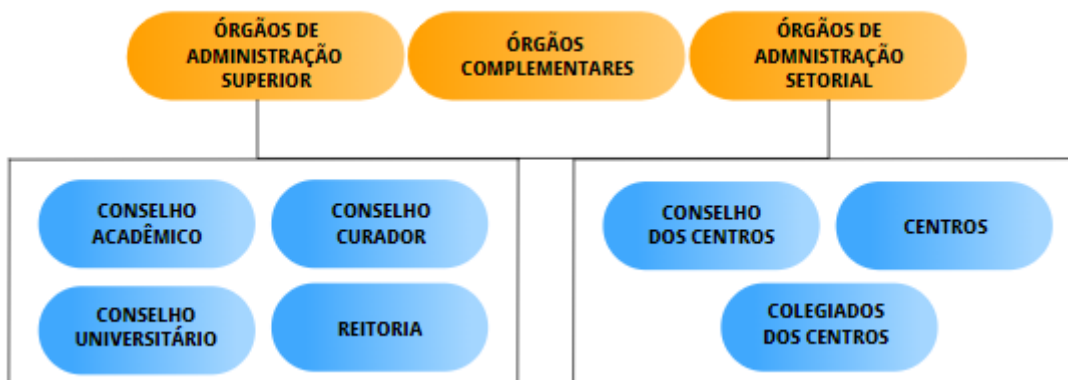 ÓRGÃOS DE
ADMINISTRAÇÃO
SUPERIOR
ÓRGÃOS
COMPLEMENTARES
ÓRGÃOS DE
ADMNISTRAÇÃO
SETORIAL
CONSELHO
ACADÊMICO
CONSELHO
CURADOR
CONSELHO
UNIVERSITÁRIO
REITORIA
CONSELHO
DOS CENTROS
CENTROS
COLEGIADOS
DOS CENTROS